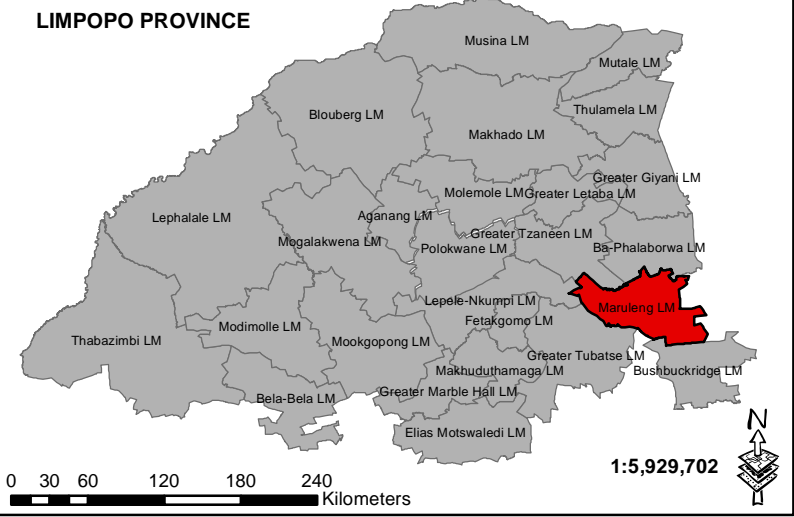 LIMPOPO PROVINCE
Musina LM
Mutale LM
Blouberg LM
Thulamela LM
Makhado LM
Greater Giyani LM
Molemole LM
Greater Letaba LM
Lephalale LM
Aganang LM
Mogalakwena LM
Greater Tzaneen LM
Polokwane LM
Ba-Phalaborwa LM
Lepele-Nkumpi LM
Maruleng LM
Fetakgomo LM
Modimolle LM
Thabazimbi LM
Mookgopong LM
Greater Tubatse LM
Makhuduthamaga LM
Bushbuckridge LM
Greater Marble Hall LM
Bela-Bela LM
Elias Motswaledi LM
N
1:5,929,702
0 30 60 120 180 240
Kilometers